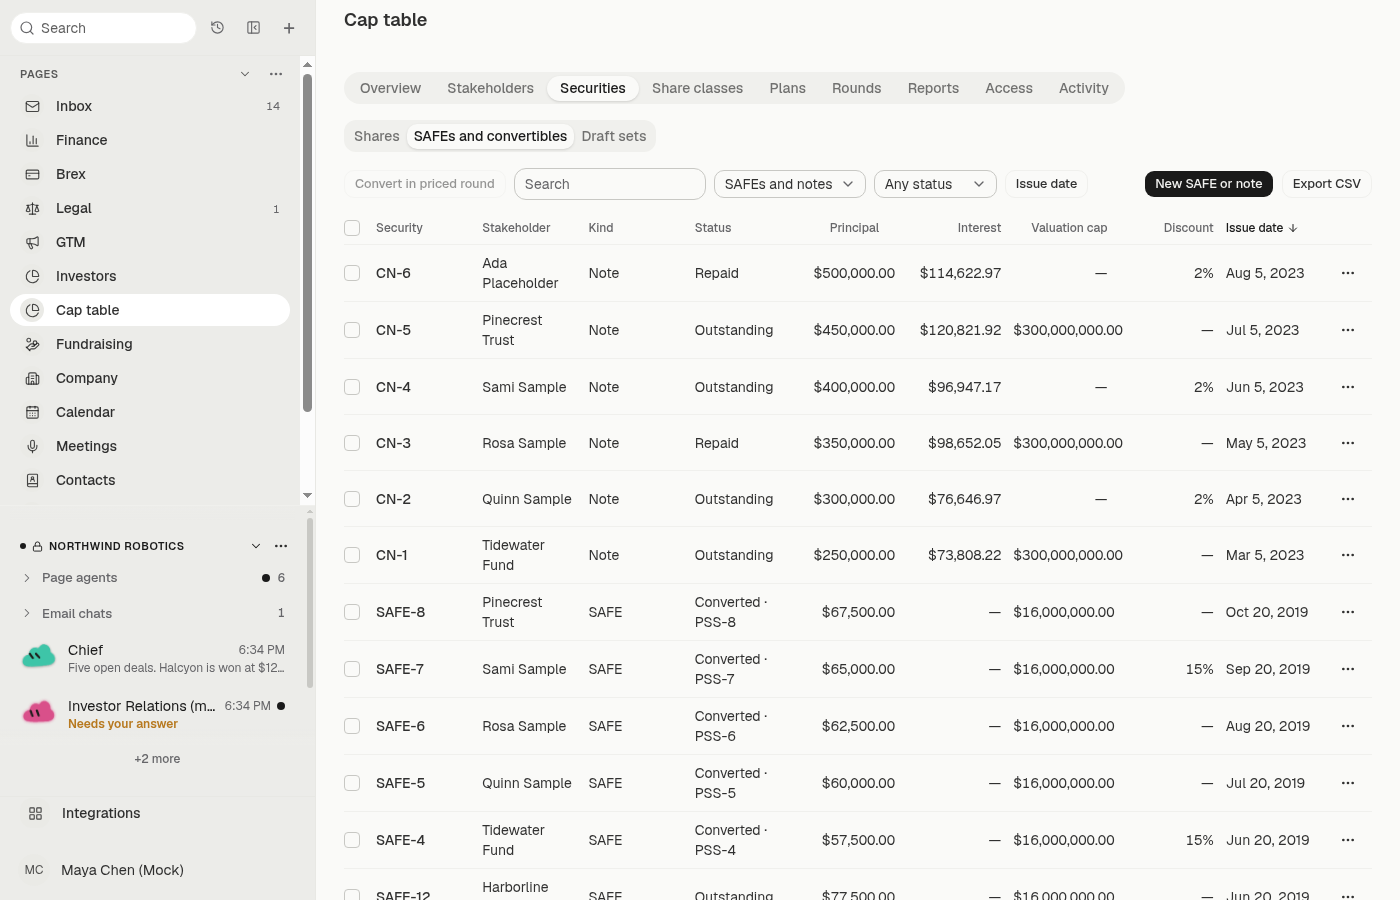 Search
PAGES
Inbox 14
Finance
Brex
Legal 1
GTM
Investors
Cap table
Fundraising
Company
Calendar
Meetings
Contacts
NORTHWIND ROBOTICS
Page agents 6
Email chats 1
Chief 6:34 PM
Five open deals. Halcyon is won at $12...
Investor Relations (m... 6:34 PM
Needs your answer
+2 more
Integrations
MC Maya Chen (Mock)
Cap table
Overview Stakeholders Securities Share classes Plans Rounds Reports Access Activity
Shares SAFEs and convertibles Draft sets
Convert in priced round Search SAFEs and notes Any status Issue date New SAFE or note Export CSV
Security Stakeholder Kind Status Principal Interest Valuation cap Discount Issue date
CN-6 Ada Placeholder Note Repaid $500,000.00 $114,622.97 — 2% Aug 5, 2023
CN-5 Pinecrest Trust Note Outstanding $450,000.00 $120,821.92 $300,000,000.00 — Jul 5, 2023
CN-4 Sami Sample Note Outstanding $400,000.00 $96,947.17 — 2% Jun 5, 2023
CN-3 Rosa Sample Note Repaid $350,000.00 $98,652.05 $300,000,000.00 — May 5, 2023
CN-2 Quinn Sample Note Outstanding $300,000.00 $76,646.97 — 2% Apr 5, 2023
CN-1 Tidewater Fund Note Outstanding $250,000.00 $73,808.22 $300,000,000.00 — Mar 5, 2023
SAFE-8 Pinecrest Trust SAFE Converted · PSS-8 $67,500.00 — $16,000,000.00 — Oct 20, 2019
SAFE-7 Sami Sample SAFE Converted · PSS-7 $65,000.00 — $16,000,000.00 15% Sep 20, 2019
SAFE-6 Rosa Sample SAFE Converted · PSS-6 $62,500.00 — $16,000,000.00 — Aug 20, 2019
SAFE-5 Quinn Sample SAFE Converted · PSS-5 $60,000.00 — $16,000,000.00 — Jul 20, 2019
SAFE-4 Tidewater Fund SAFE Converted · PSS-4 $57,500.00 — $16,000,000.00 15% Jun 20, 2019
SAFE-12 Harborline SAFE Outstanding $77,500.00 — $16,000,000.00 — Jun 20, 2019